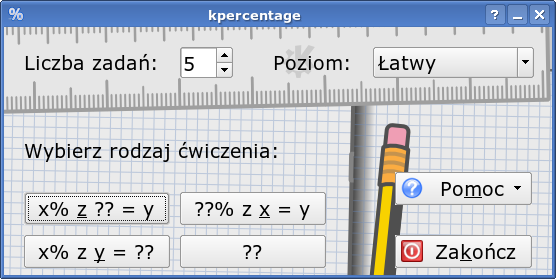 % kpercentage
Liczba zadań: 5 Poziom: Łatwy
Wybierz rodzaj ćwiczenia:
x% z ?? = y ??% z x = y Pomoc
x% z y = ?? ?? Zakończ